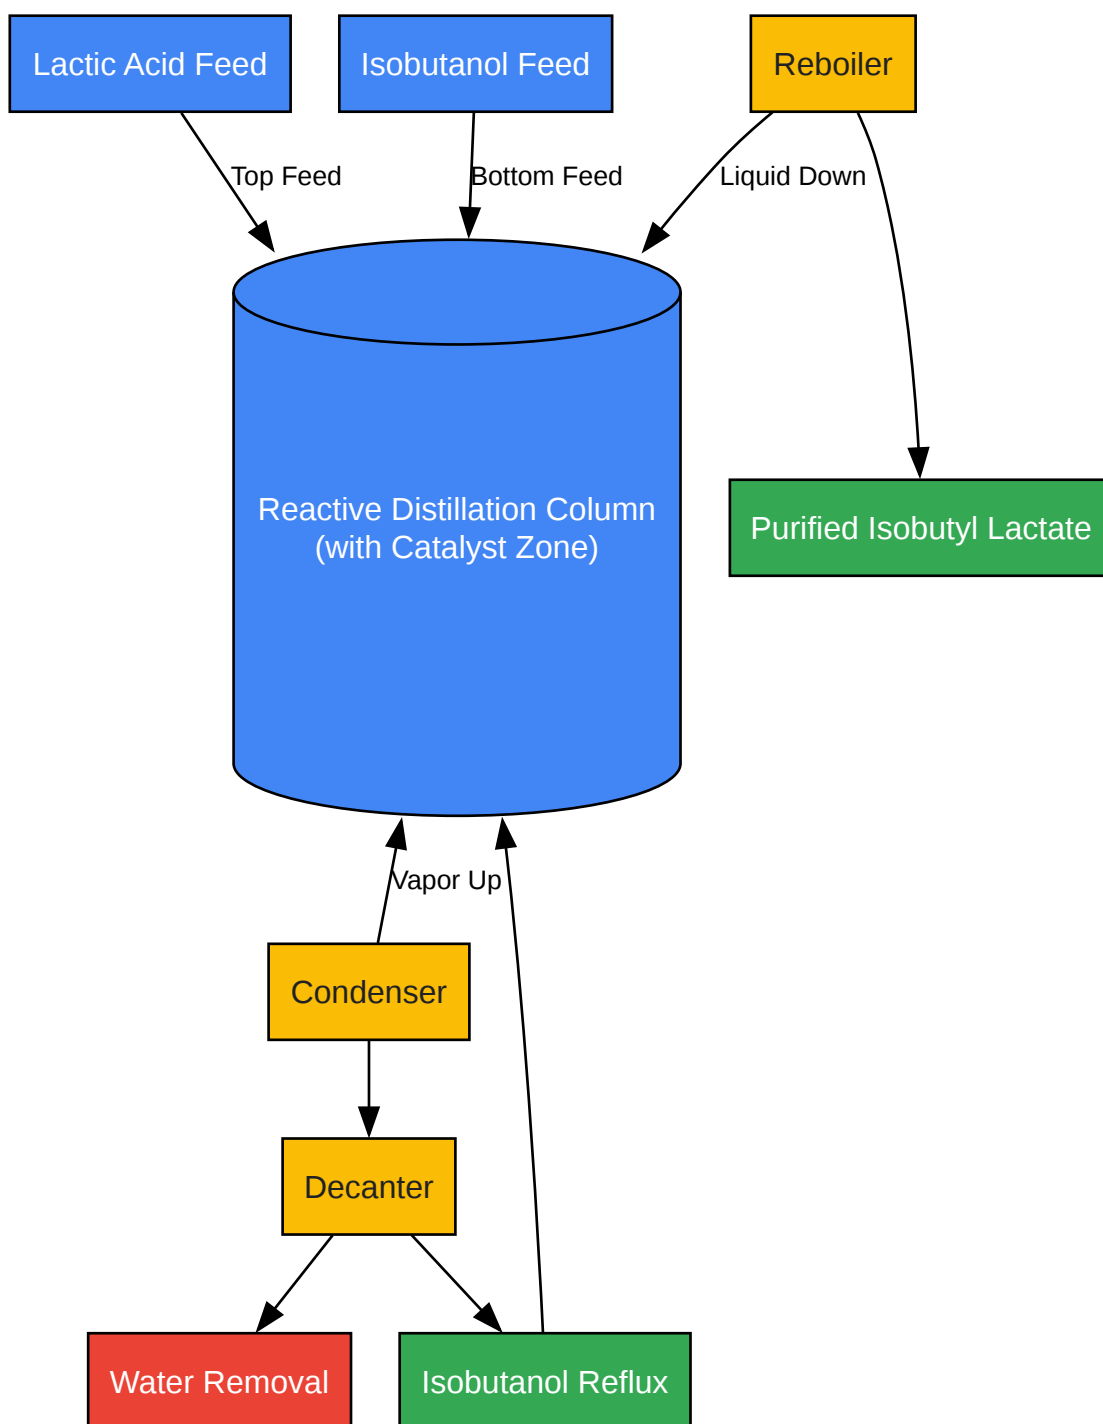 Lactic Acid Feed
Isobutanol Feed
Reboiler
Top Feed
Bottom Feed
Liquid Down
Reactive Distillation Column
(with Catalyst Zone)
Purified Isobutyl Lactate
Vapor Up
Condenser
Decanter
Water Removal
Isobutanol Reflux